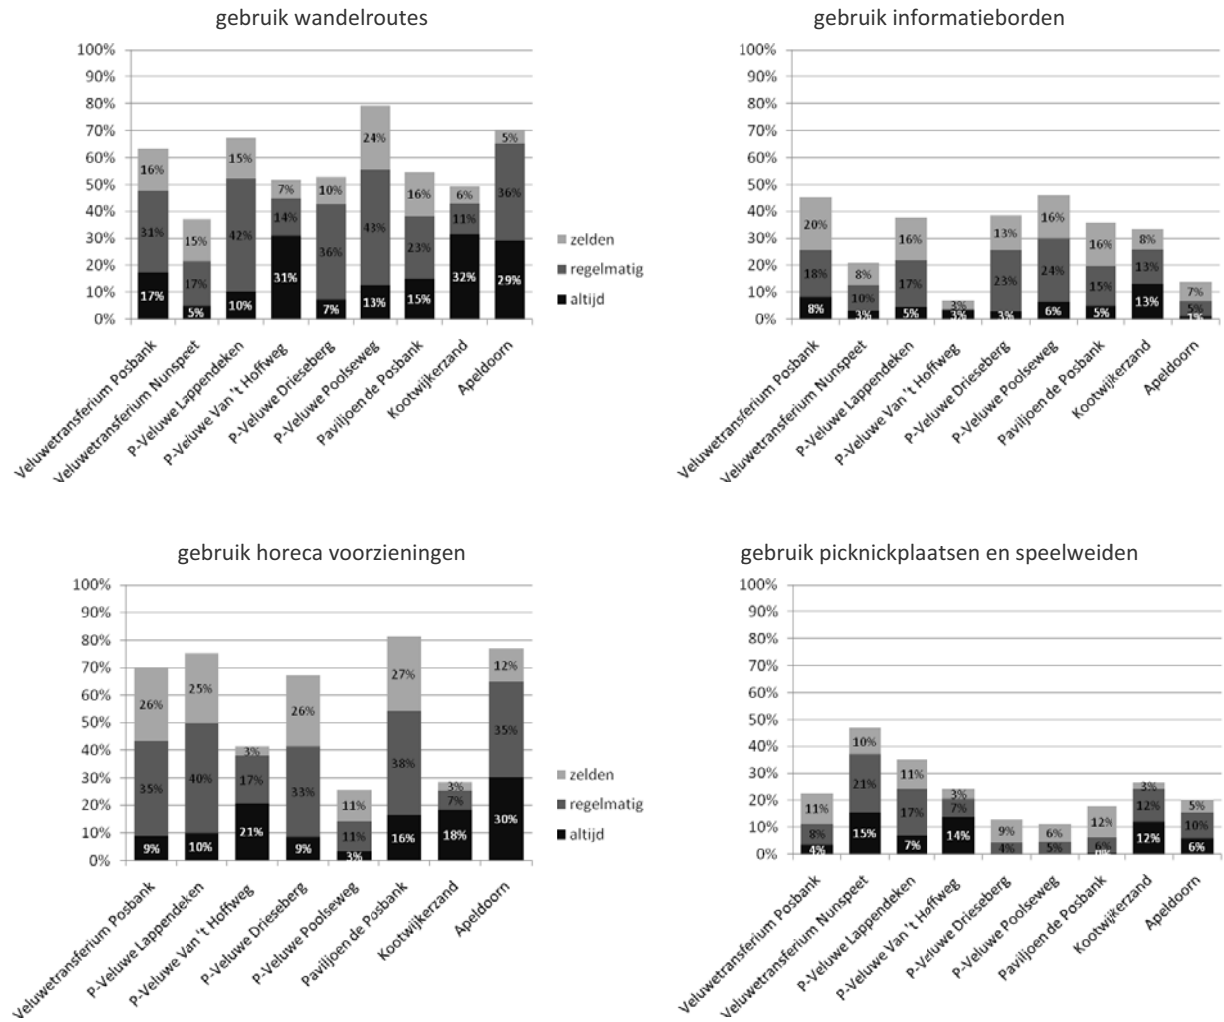 gebruik wandelroutes
100%
90%
80%
70%
60%
50%
40%
30%
20%
10%
0%
16% 15% 15% 7% 10% 24% 16% 6% 5%
31% 17% 42% 14% 36% 43% 23% 11% 36%
17% 5% 10% 31% 7% 13% 15% 32% 29%
zelden
regelmatig
altijd
Veluwetransferium Posbank
Veluwetransferium Nunspeet
P-Veluwe Lappendeken
P-Veluwe Van 't Hoffweg
P-Veluwe Drieseberg
P-Veluwe Poolseweg
Paviljoen de Posbank
Kootwijkerzand
Apeldoorn
gebruik informatieborden
100%
90%
80%
70%
60%
50%
40%
30%
20%
10%
0%
20% 8% 16% 3% 13% 16% 16% 8% 7%
18% 10% 17% 23% 24% 15% 13% 5%
8% 3% 5% 3% 3% 6% 5% 13% 1%
Veluwetransferium Posbank
Veluwetransferium Nunspeet
P-Veluwe Lappendeken
P-Veluwe Van 't Hoffweg
P-Veluwe Drieseberg
P-Veluwe Poolseweg
Paviljoen de Posbank
Kootwijkerzand
Apeldoorn
gebruik horeca voorzieningen
100%
90%
80%
70%
60%
50%
40%
30%
20%
10%
0%
26% 25% 3% 26% 11% 27% 3% 12%
35% 40% 17% 33% 11% 38% 7% 35%
9% 10% 21% 9% 3% 16% 18% 30%
zelden
regelmatig
altijd
Veluwetransferium Posbank
P-Veluwe Lappendeken
P-Veluwe Van 't Hoffweg
P-Veluwe Drieseberg
P-Veluwe Poolseweg
Paviljoen de Posbank
Kootwijkerzand
Apeldoorn
gebruik picknickplaatsen en speelweiden
100%
90%
80%
70%
60%
50%
40%
30%
20%
10%
0%
11% 10% 11% 3% 9% 6% 12% 3% 5%
8% 21% 17% 7% 4% 5% 6% 12% 10%
4% 15% 7% 14% 0% 12% 6%
Veluwetransferium Posbank
Veluwetransferium Nunspeet
P-Veluwe Lappendeken
P-Veluwe Van 't Hoffweg
P-Veluwe Drieseberg
P-Veluwe Poolseweg
Paviljoen de Posbank
Kootwijkerzand
Apeldoorn